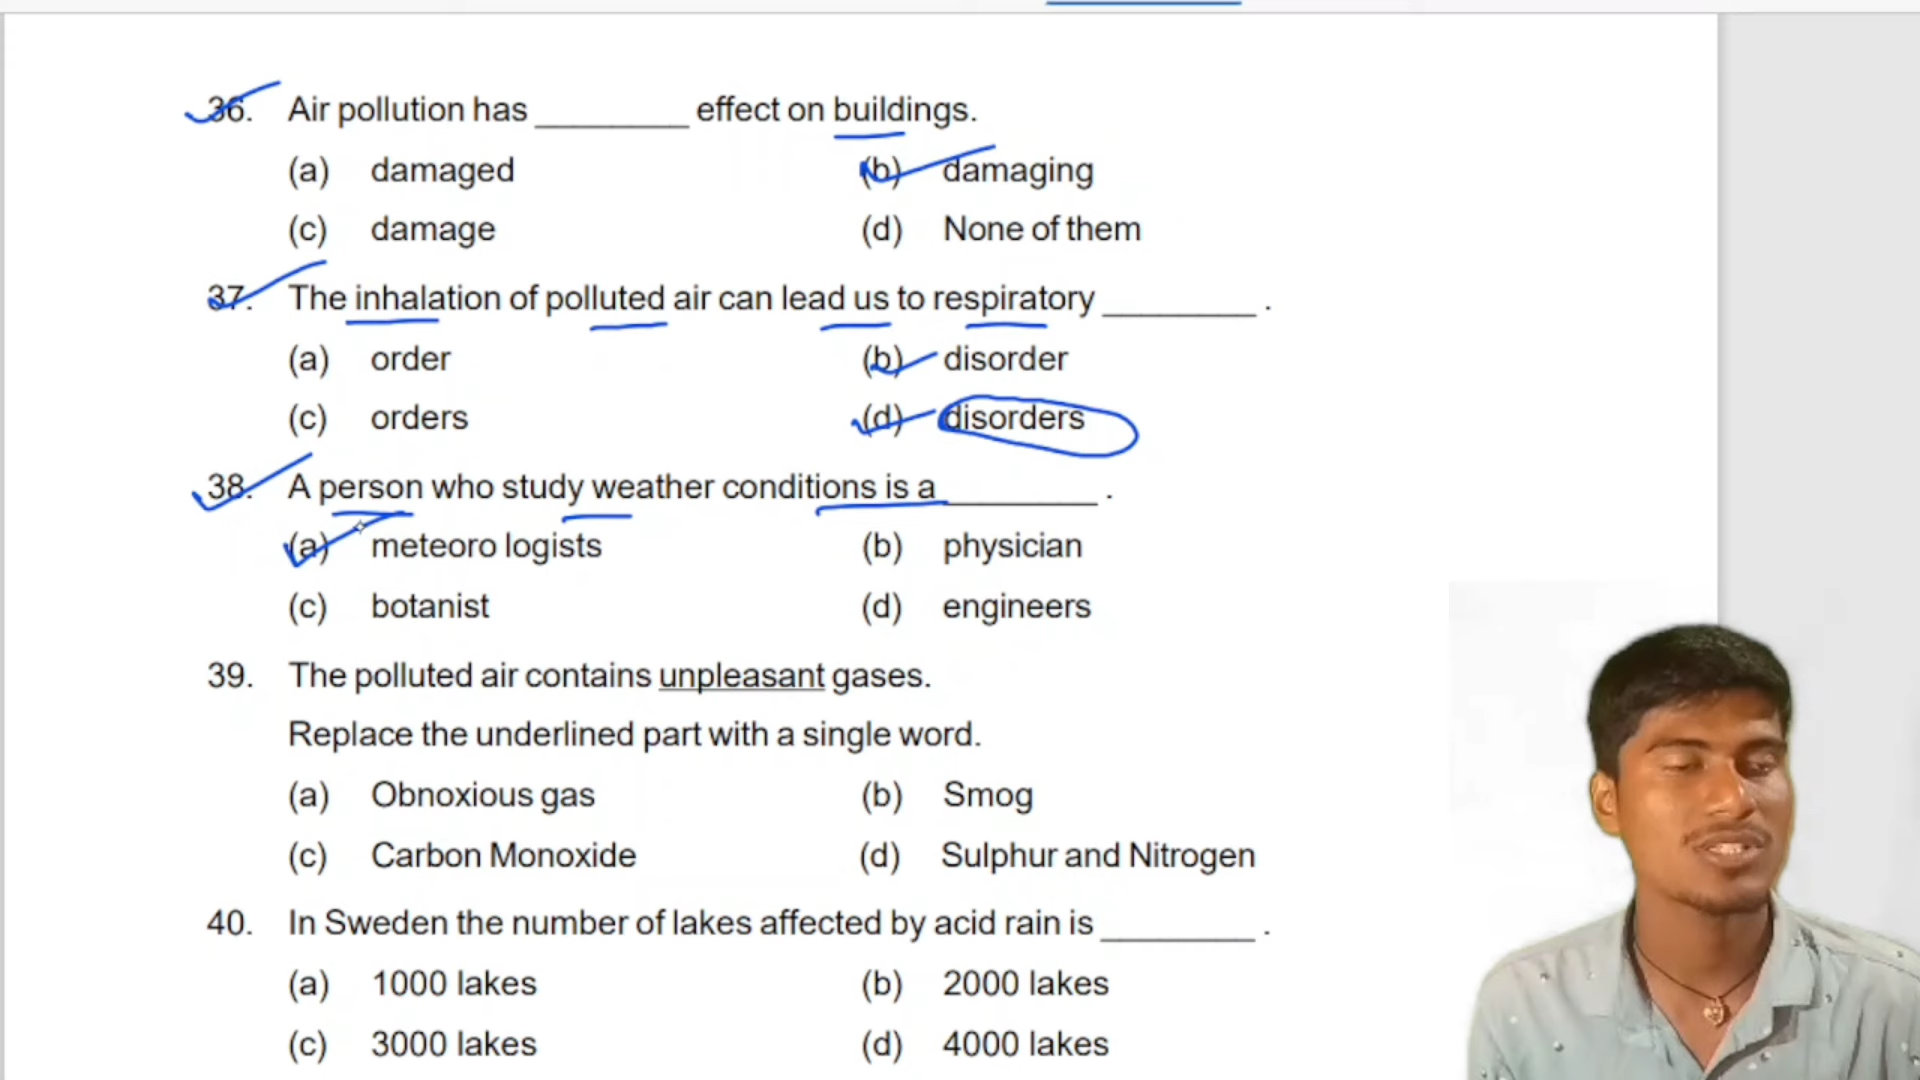 36. Air pollution has _________ effect on buildings.
(a) damaged (b) damaging
(c) damage (d) None of them
37. The inhalation of polluted air can lead us to respiratory _________ .
(a) order (b) disorder
(c) orders (d) disorders
38. A person who study weather conditions is a _________ .
(a) meteoro logists (b) physician
(c) botanist (d) engineers
39. The polluted air contains unpleasant gases.
Replace the underlined part with a single word.
(a) Obnoxious gas (b) Smog
(c) Carbon Monoxide (d) Sulphur and Nitrogen
40. In Sweden the number of lakes affected by acid rain is _________ .
(a) 1000 lakes (b) 2000 lakes
(c) 3000 lakes (d) 4000 lakes